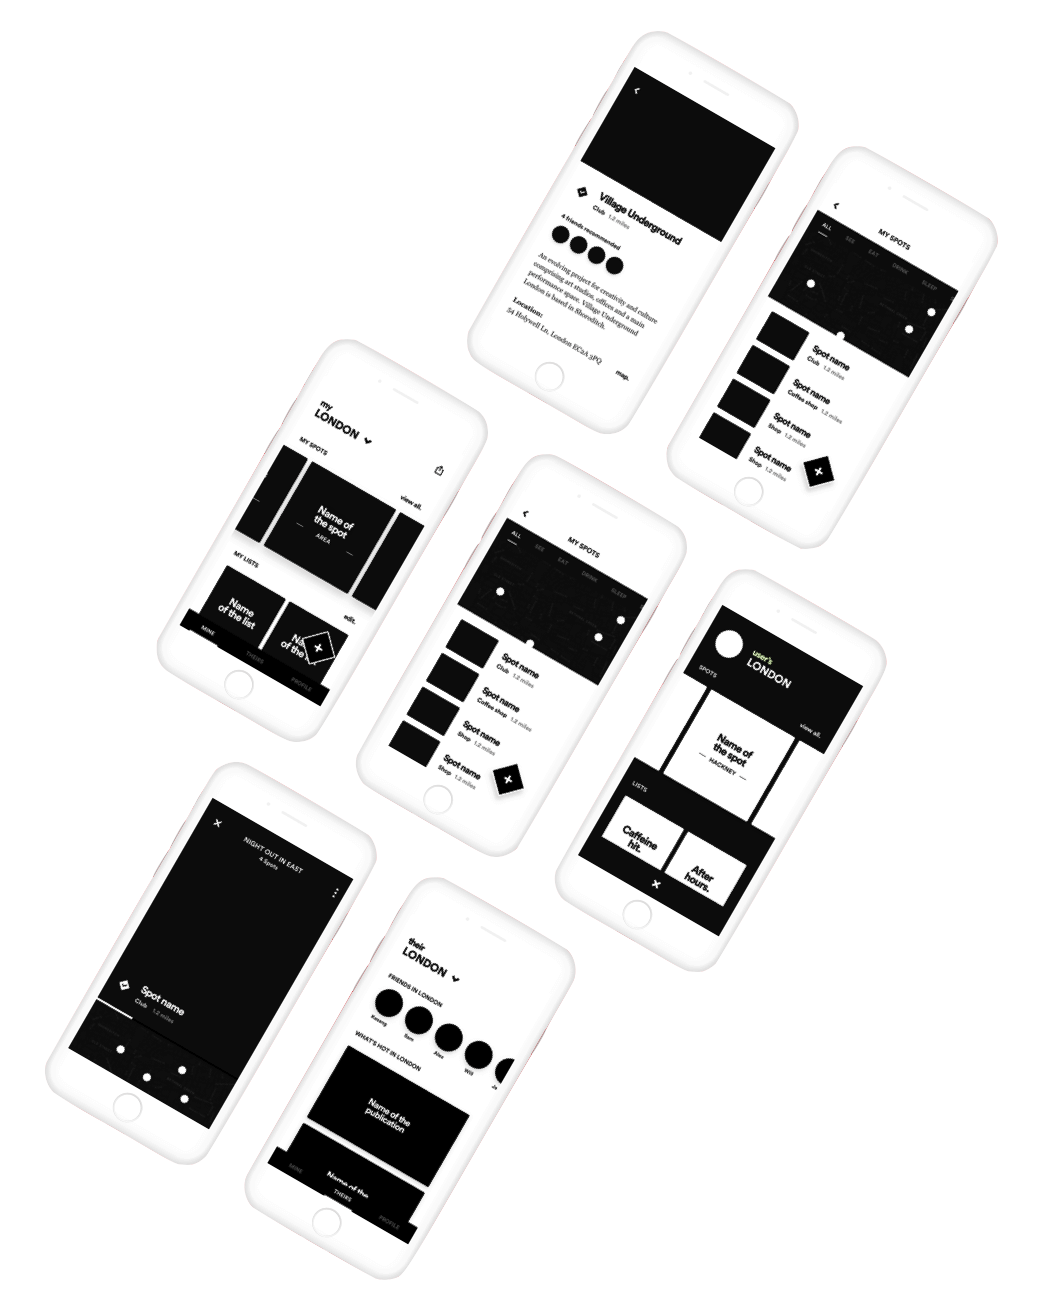 Village Underground
Club 1.2 miles
4 friends recommended
An evolving project for creativity and culture
comprising art studios, offices and a main
performance space. Village Underground
London is based in Shoreditch.
Location:
54 Holywell Ln, London EC2A 3PQ
map.
MY SPOTS
ALL SEE EAT DRINK SLEEP
Spot name
Club 1.2 miles
Spot name
Coffee shop 1.2 miles
Spot name
Shop 1.2 miles
Spot name
Shop 1.2 miles
my
LONDON
MY SPOTS
view all.
Name of
the spot
AREA
MY LISTS
edit.
Name
of the list
Na
of the
MINE THEIRS PROFILE
MY SPOTS
ALL SEE EAT DRINK SLEEP
Spot name
Club 1.2 miles
Spot name
Coffee shop 1.2 miles
Spot name
Shop 1.2 miles
Spot name
Shop 1.2 miles
user's
LONDON
SPOTS
view all.
Name of
the spot
— HACKNEY —
LISTS
Caffeine
hit.
After
hours.
NIGHT OUT IN EAST
4 Spots
Spot name
Club 1.2 miles
their
LONDON
FRIENDS IN LONDON
Sam Alex Will Ja
WHAT'S HOT IN LONDON
Name of the
publication
Name of the
MINE THEIRS PROFILE